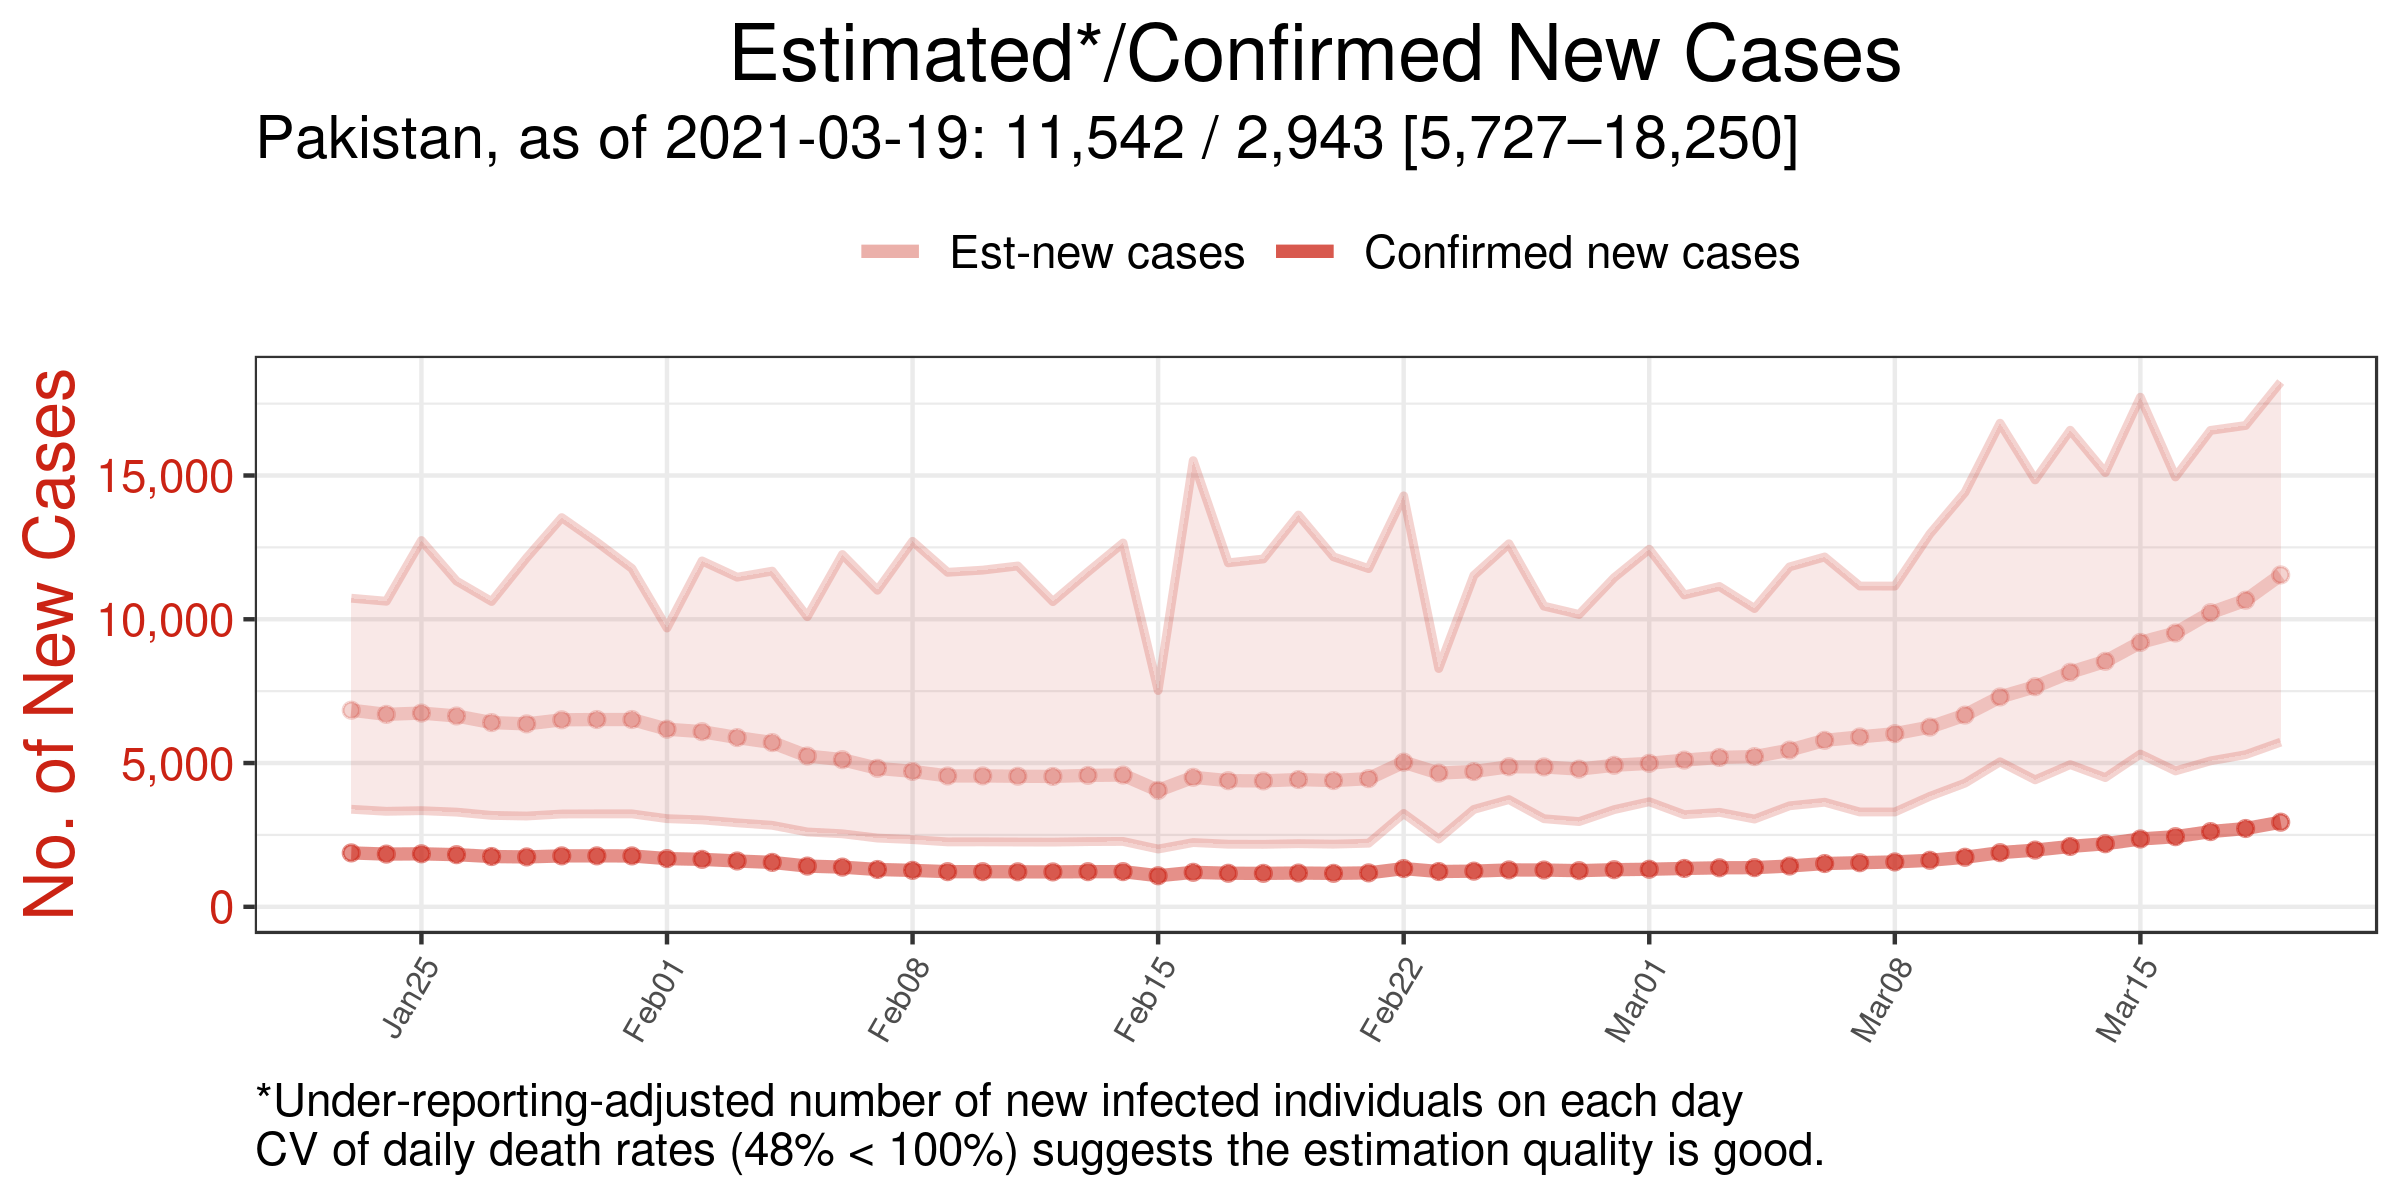 Estimated*/Confirmed New Cases
Pakistan, as of 2021-03-19: 11,542 / 2,943 [5,727–18,250]
Est-new cases
Confirmed new cases
No. of New Cases
15,000
10,000
5,000
0
Jan25
Feb01
Feb08
Feb15
Feb22
Mar01
Mar08
Mar15
*Under-reporting-adjusted number of new infected individuals on each day
CV of daily death rates (48% < 100%) suggests the estimation quality is good.